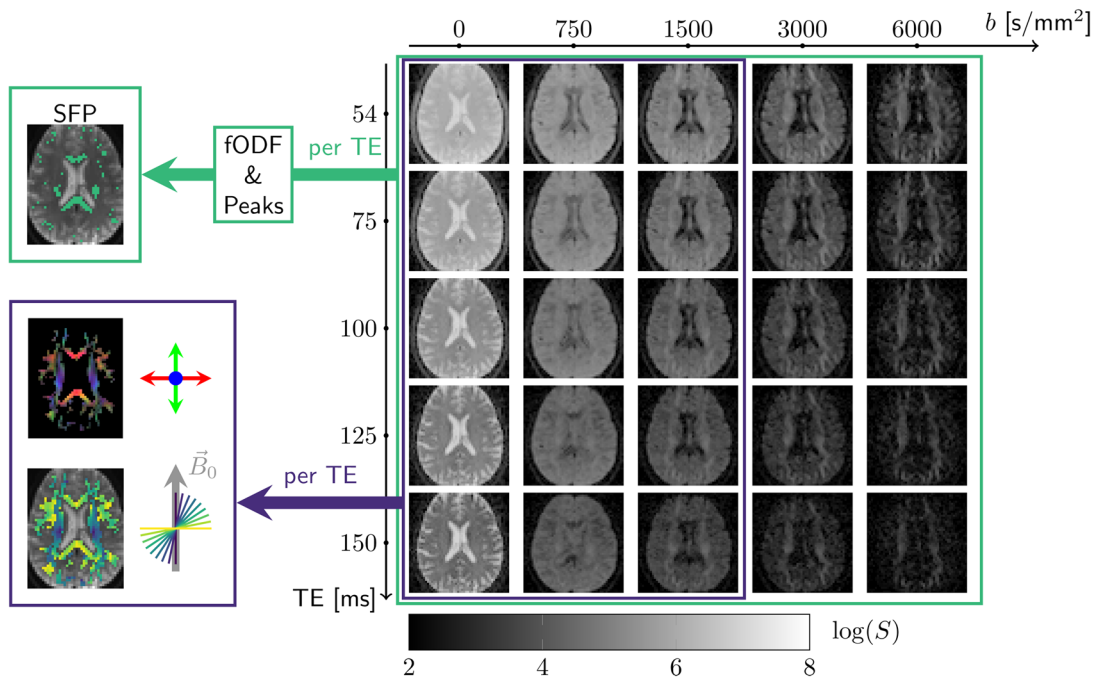 b [s/mm²]
0 750 1500 3000 6000
SFP
fODF
&
Peaks
per TE
54
75
100
125
150
TE [ms]
per TE
B⃗₀
log(S)
2 4 6 8